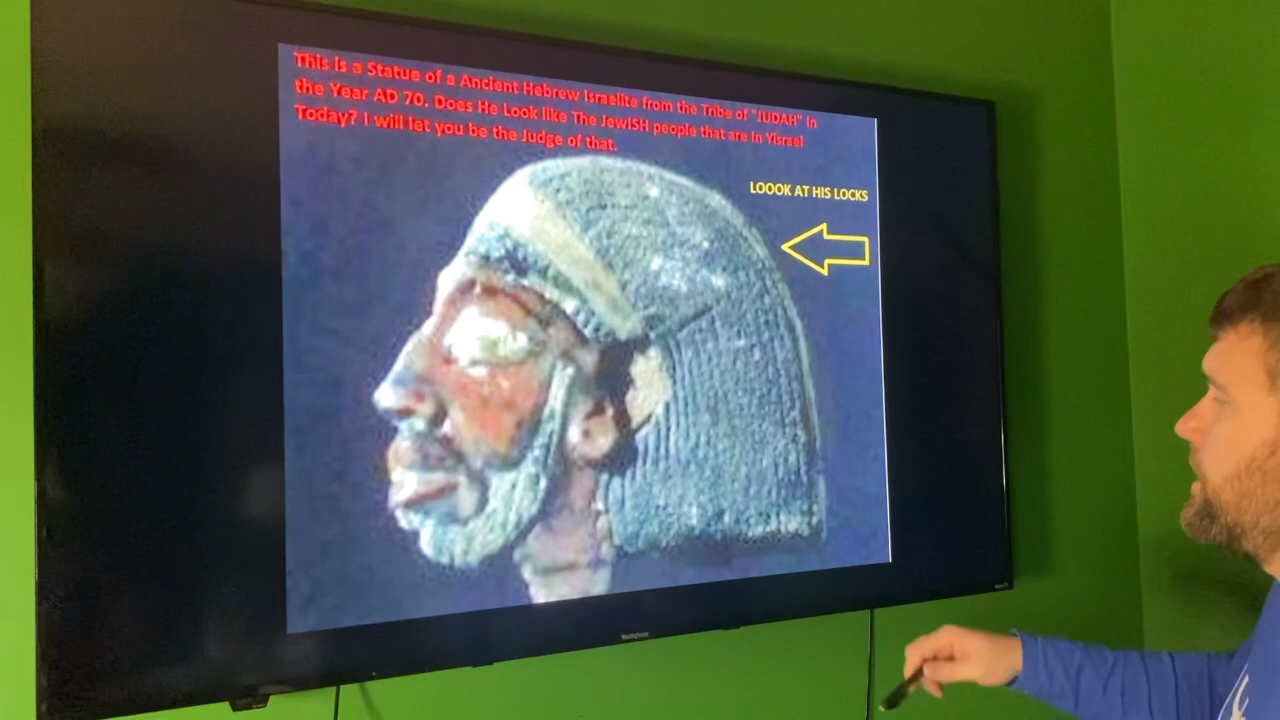 This is a Statue of a Ancient Hebrew Israelite from the Tribe of "JUDAH" in
the Year AD 70. Does He Look like The JewISH people that are in Yisrael
Today? I will let you be the Judge of that.
LOOOK AT HIS LOCKS
Westinghouse